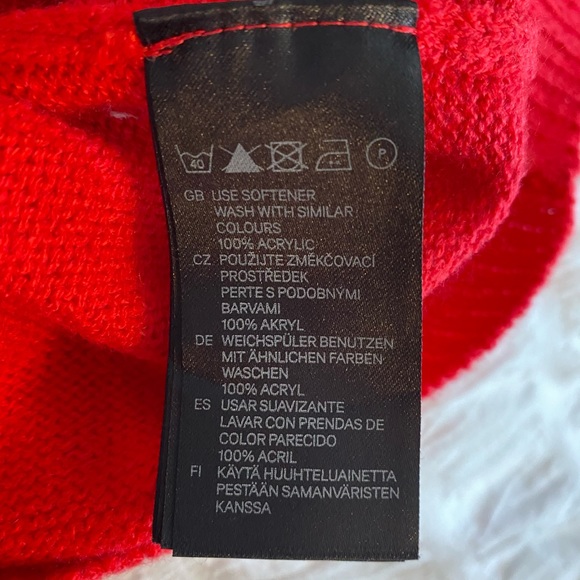 40 P
GB USE SOFTENER
WASH WITH SIMILAR
COLOURS
100% ACRYLIC
CZ POUŽIJTE ZMĚKČOVACÍ
PROSTŘEDEK
PERTE S PODOBNÝMI
BARVAMI
100% AKRYL
DE WEICHSPÜLER BENUTZEN
MIT ÄHNLICHEN FARBEN
WASCHEN
100% ACRYL
ES USAR SUAVIZANTE
LAVAR CON PRENDAS DE
COLOR PARECIDO
100% ACRIL
FI KÄYTÄ HUUHTELUAINETTA
PESTÄÄN SAMANVÄRISTEN
KANSSA